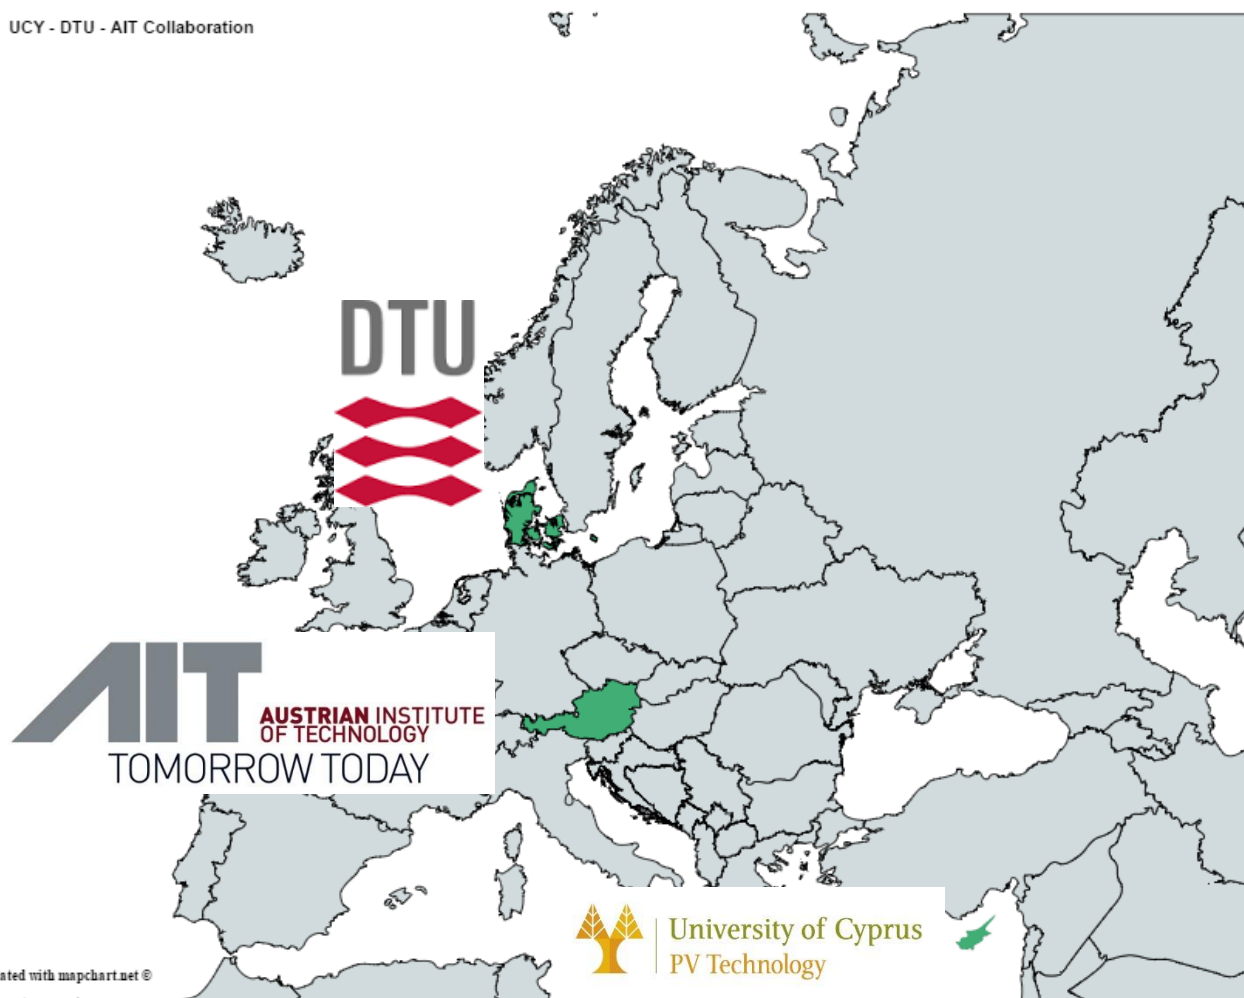 UCY - DTU - AIT Collaboration
DTU
AIT
AUSTRIAN INSTITUTE
OF TECHNOLOGY
TOMORROW TODAY
University of Cyprus
PV Technology
ated with mapchart.net ©